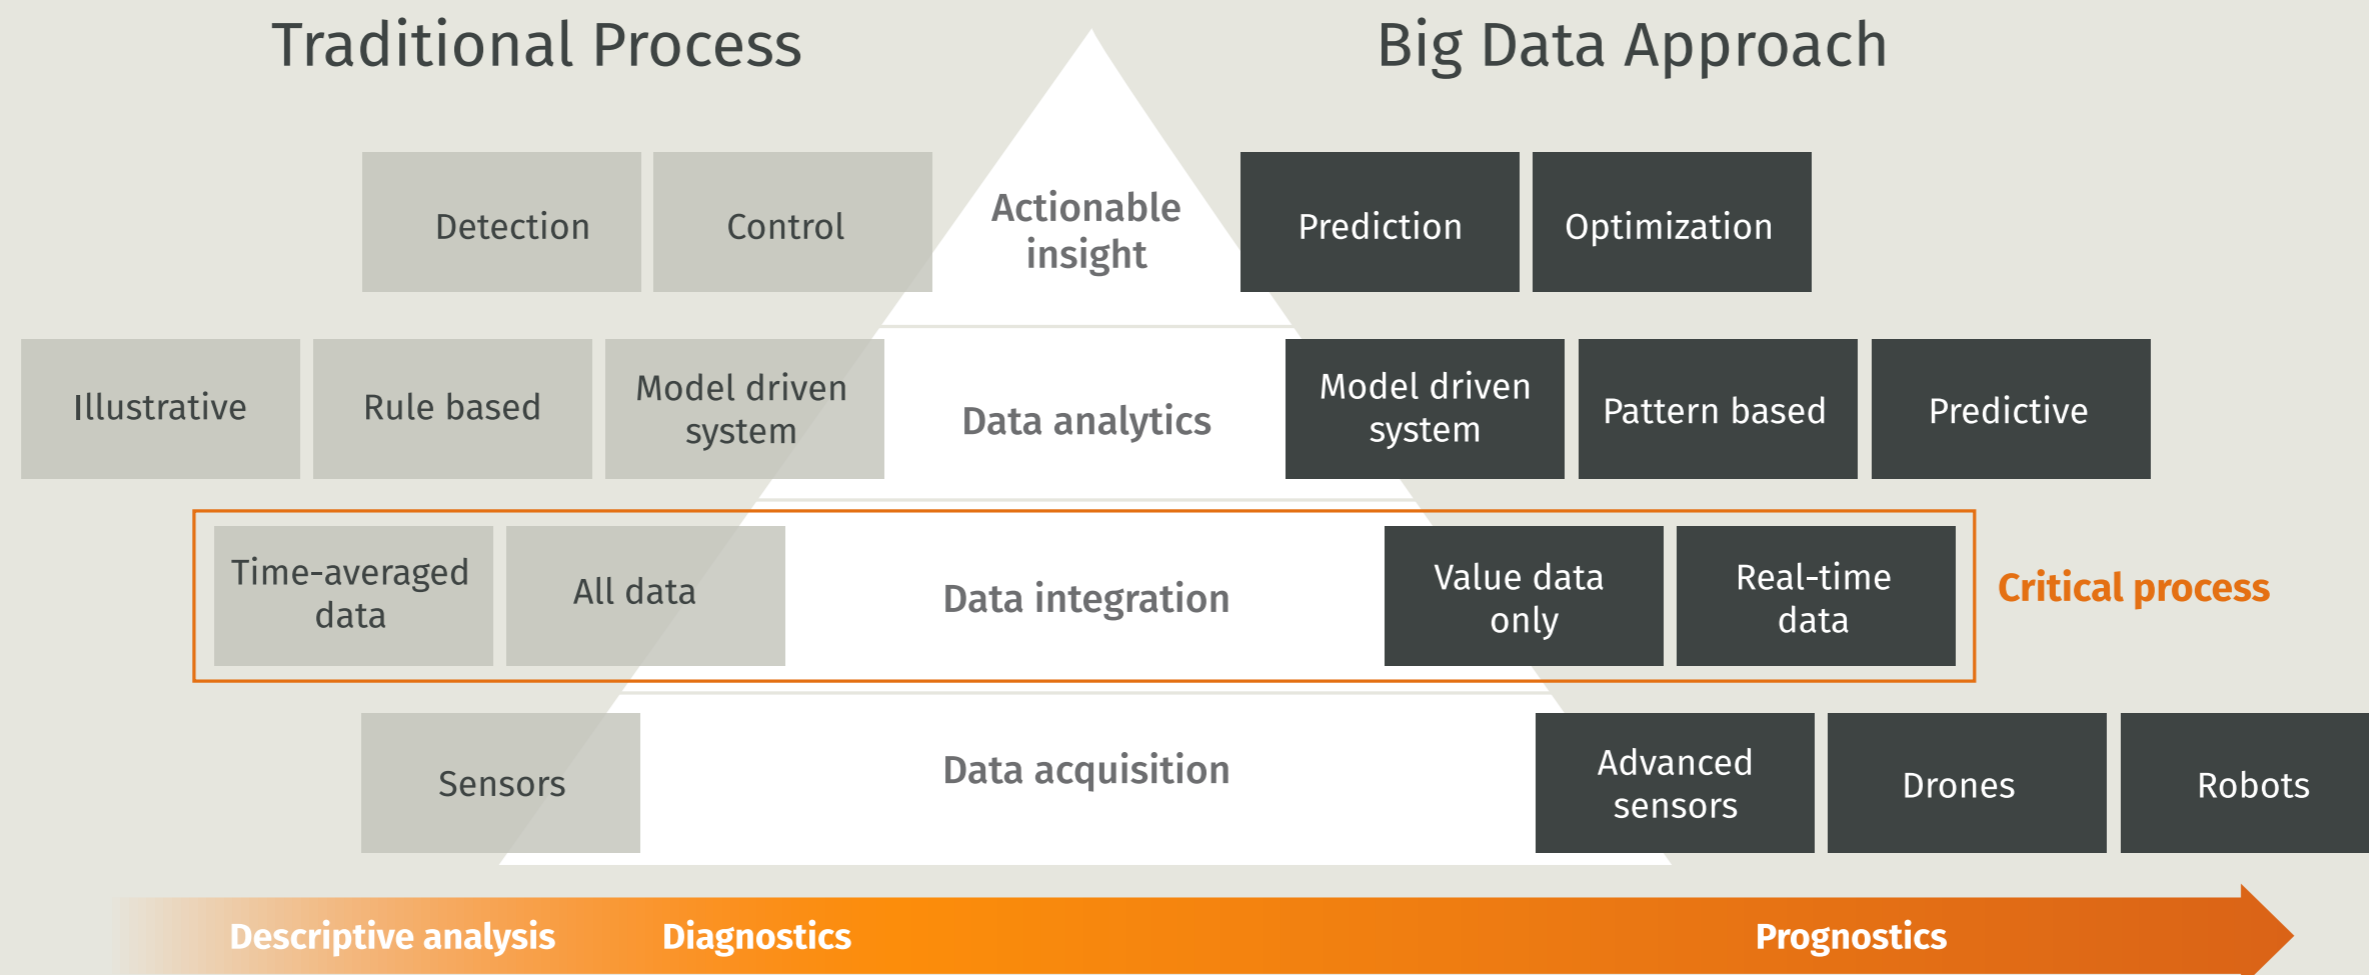 Traditional Process
Big Data Approach
Detection
Control
Actionable
insight
Prediction
Optimization
Illustrative
Rule based
Model driven
system
Data analytics
Model driven
system
Pattern based
Predictive
Time-averaged
data
All data
Data integration
Value data
only
Real-time
data
Critical process
Sensors
Data acquisition
Advanced
sensors
Drones
Robots
Descriptive analysis
Diagnostics
Prognostics